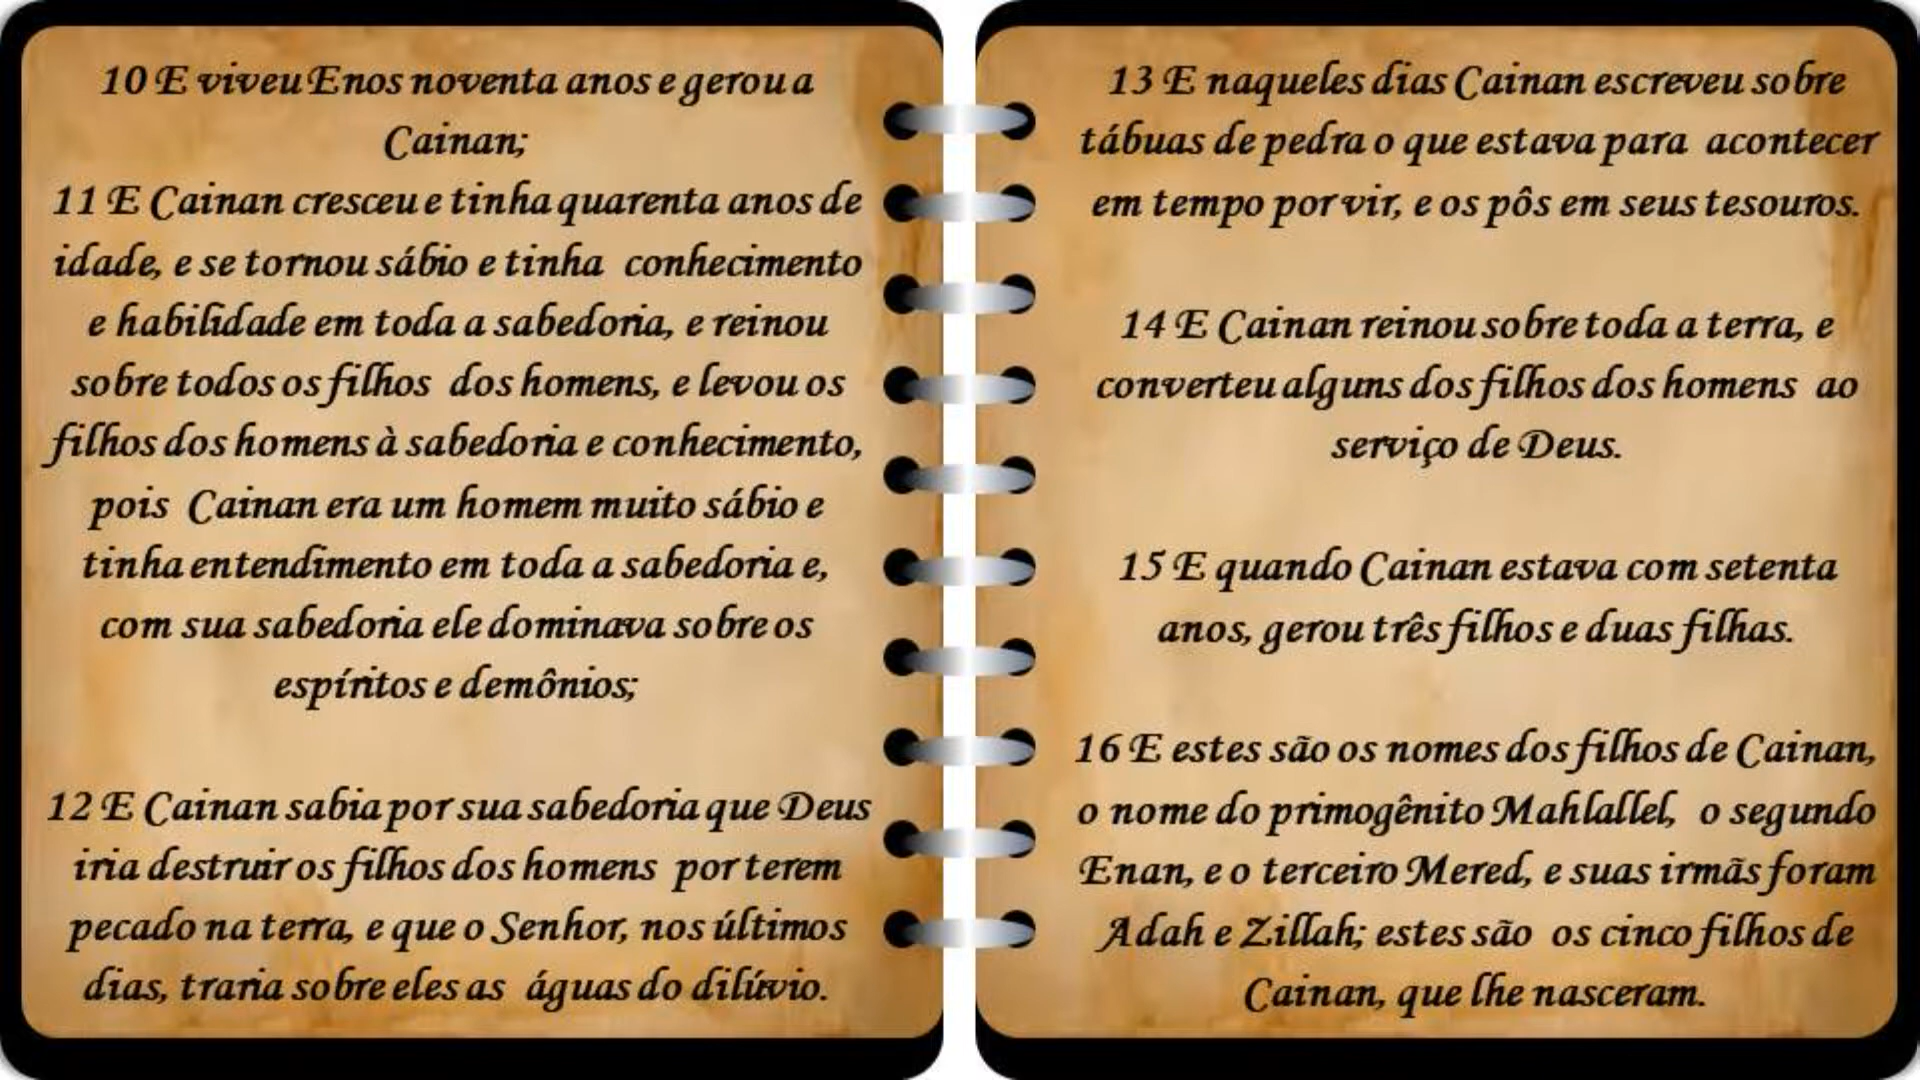 10 E viveu Enos noventa anos e gerou a
Cainan;
11 E Cainan cresceu e tinha quarenta anos de
idade, e se tornou sábio e tinha conhecimento
e habilidade em toda a sabedoria, e reinou
sobre todos os filhos dos homens, e levou os
filhos dos homens à sabedoria e conhecimento,
pois Cainan era um homem muito sábio e
tinha entendimento em toda a sabedoria e,
com sua sabedoria ele dominava sobre os
espíritos e demônios;
12 E Cainan sabia por sua sabedoria que Deus
iria destruir os filhos dos homens por terem
pecado na terra, e que o Senhor, nos últimos
dias, traria sobre eles as águas do dilúvio.
13 E naqueles dias Cainan escreveu sobre
tábuas de pedra o que estava para acontecer
em tempo por vir, e os pôs em seus tesouros.
14 E Cainan reinou sobre toda a terra, e
converteu alguns dos filhos dos homens ao
serviço de Deus.
15 E quando Cainan estava com setenta
anos, gerou três filhos e duas filhas.
16 E estes são os nomes dos filhos de Cainan,
o nome do primogênito Mahlallel, o segundo
Enan, e o terceiro Mered, e suas irmãs foram
Adah e Zillah; estes são os cinco filhos de
Cainan, que lhe nasceram.